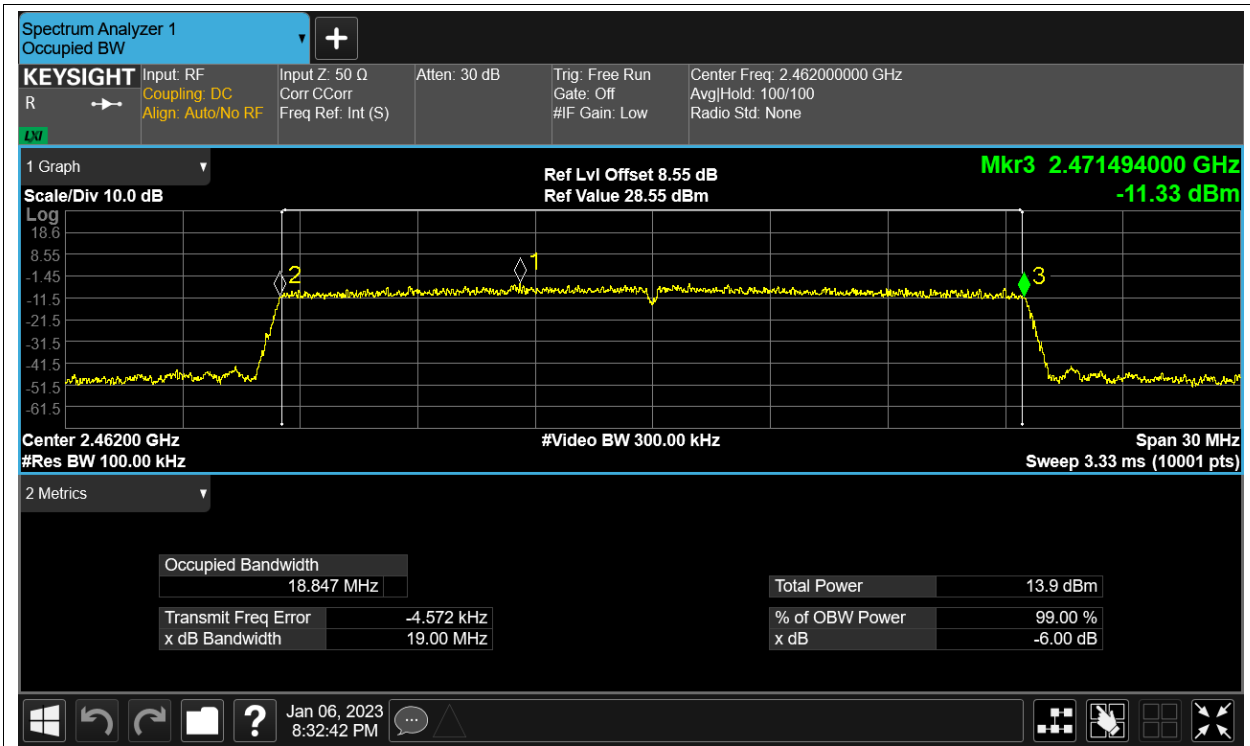 Spectrum Analyzer 1
Occupied BW
+
KEYSIGHT
R
LXI
Input: RF
Coupling: DC
Align: Auto/No RF
Input Z: 50 Ω
Corr CCorr
Freq Ref: Int (S)
Atten: 30 dB
Trig: Free Run
Gate: Off
#IF Gain: Low
Center Freq: 2.462000000 GHz
Avg|Hold: 100/100
Radio Std: None
1 Graph
Scale/Div 10.0 dB
Ref Lvl Offset 8.55 dB
Ref Value 28.55 dBm
Mkr3 2.471494000 GHz
-11.33 dBm
Log
18.6
8.55
-1.45
-11.5
-21.5
-31.5
-41.5
-51.5
-61.5
2
1
3
Center 2.46200 GHz
#Res BW 100.00 kHz
#Video BW 300.00 kHz
Span 30 MHz
Sweep 3.33 ms (10001 pts)
2 Metrics
Occupied Bandwidth
18.847 MHz
Transmit Freq Error -4.572 kHz
x dB Bandwidth 19.00 MHz
Total Power 13.9 dBm
% of OBW Power 99.00 %
x dB -6.00 dB
?
Jan 06, 2023
8:32:42 PM